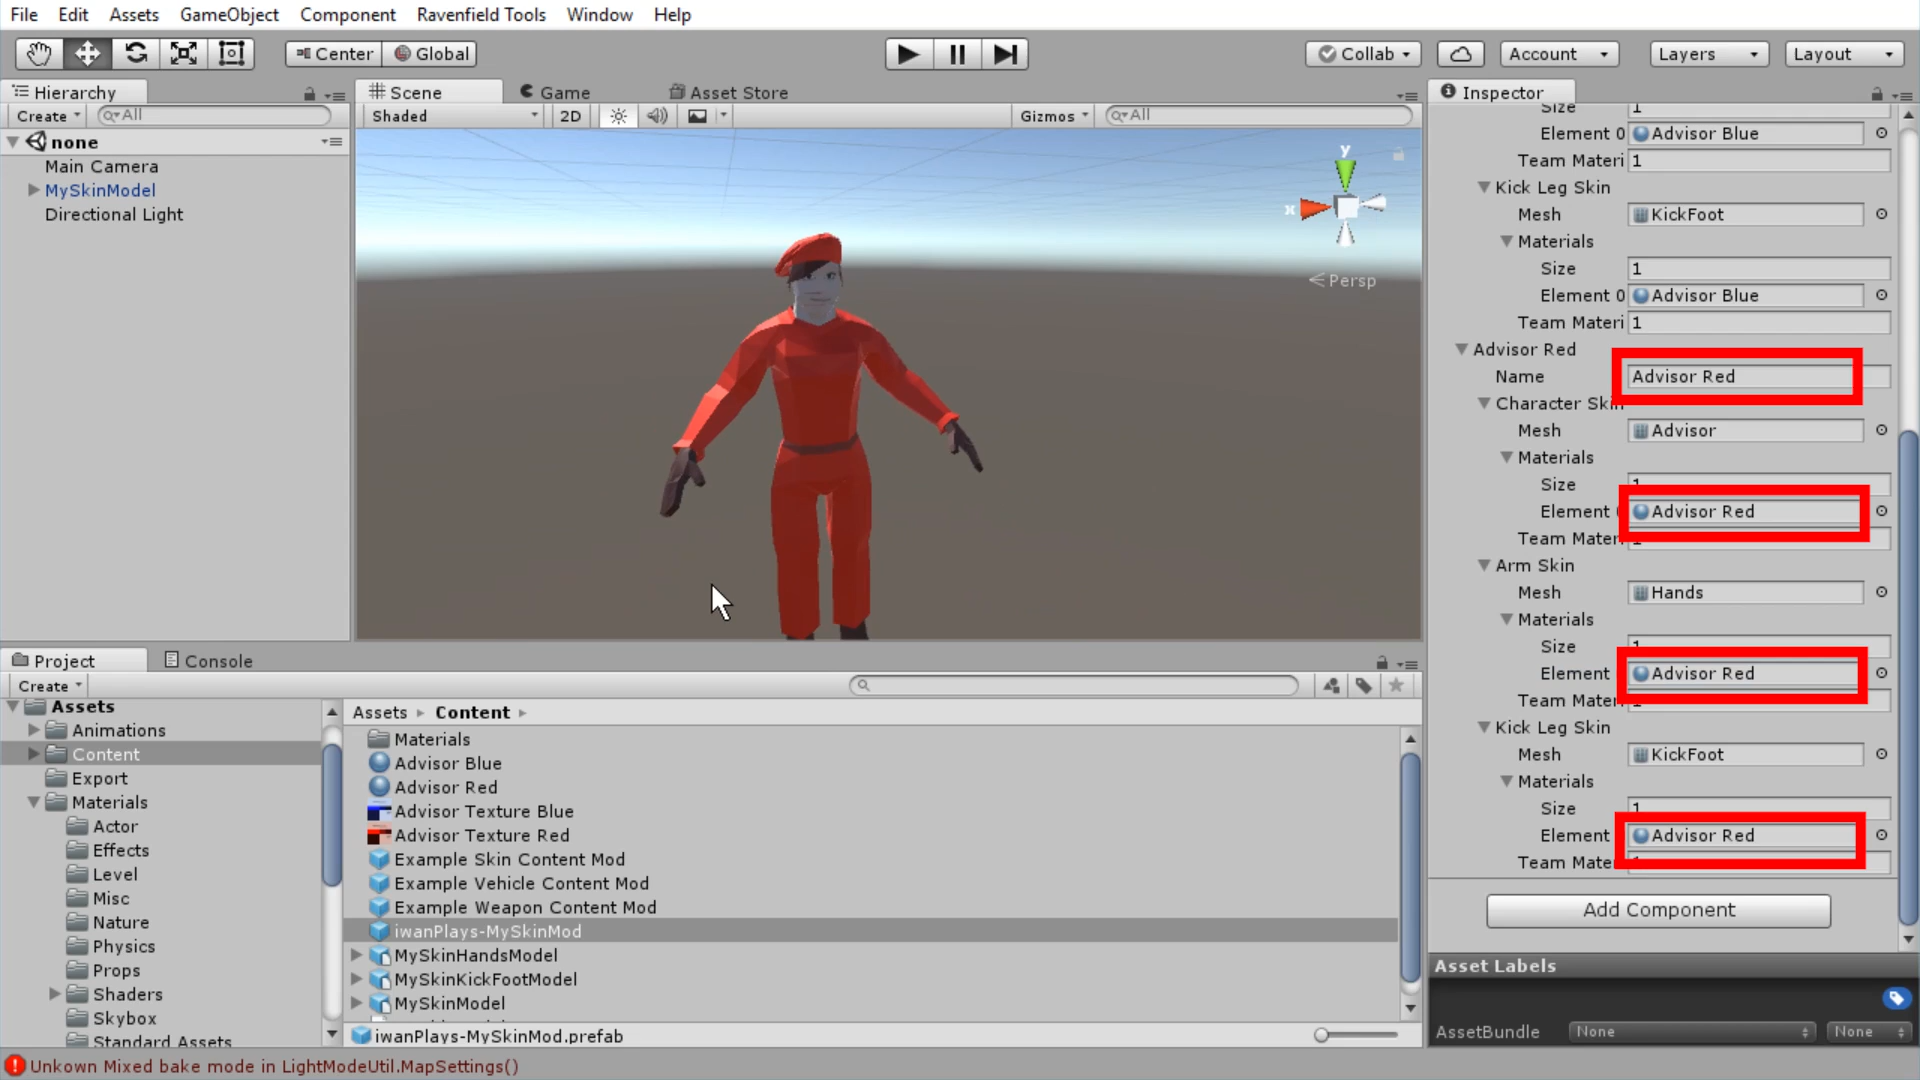 File Edit Assets GameObject Component Ravenfield Tools Window Help
Center Global Collab Account Layers Layout
Hierarchy
Create All
none
Main Camera
MySkinModel
Directional Light
Scene Game Asset Store
Shaded 2D Gizmos All
y
x
Persp
Inspector
Size 1
Element 0 Advisor Blue
Team Materi 1
Kick Leg Skin
Mesh KickFoot
Materials
Size 1
Element 0 Advisor Blue
Team Materi 1
Advisor Red
Name Advisor Red
Character Skin
Mesh Advisor
Materials
Size 1
Element Advisor Red
Team Mater 1
Arm Skin
Mesh Hands
Materials
Size 1
Element Advisor Red
Team Mater 1
Kick Leg Skin
Mesh KickFoot
Materials
Size 1
Element Advisor Red
Team Mater
Add Component
Asset Labels
AssetBundle None None
Project Console
Create
Assets
Animations
Content
Export
Materials
Actor
Effects
Level
Misc
Nature
Physics
Props
Shaders
Skybox
Standard Assets
Assets Content
Materials
Advisor Blue
Advisor Red
Advisor Texture Blue
Advisor Texture Red
Example Skin Content Mod
Example Vehicle Content Mod
Example Weapon Content Mod
iwanPlays-MySkinMod
MySkinHandsModel
MySkinKickFootModel
MySkinModel
iwanPlays-MySkinMod.prefab
Unkown Mixed bake mode in LightModeUtil.MapSettings()